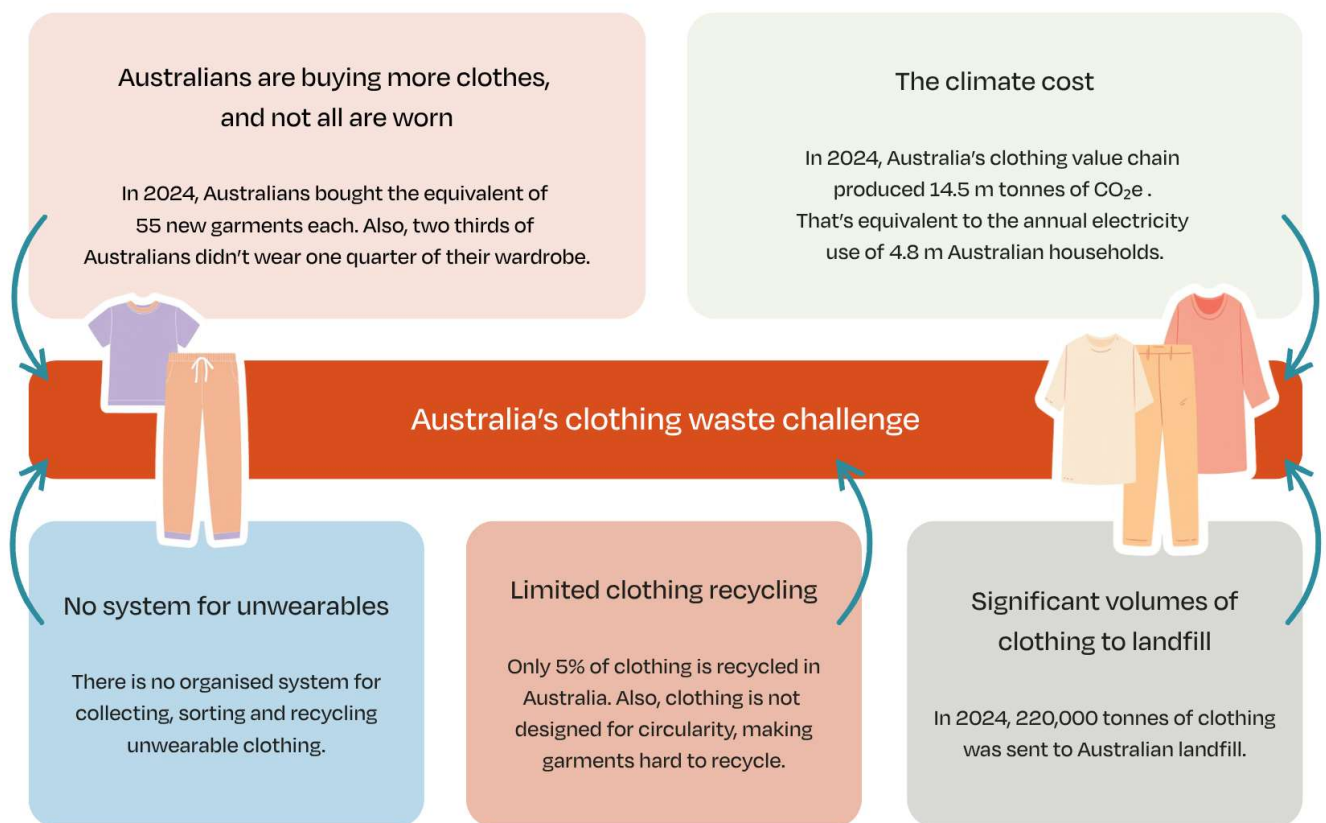 Australians are buying more clothes,
and not all are worn
In 2024, Australians bought the equivalent of
55 new garments each. Also, two thirds of
Australians didn’t wear one quarter of their wardrobe.
The climate cost
In 2024, Australia’s clothing value chain
produced 14.5 m tonnes of CO₂e .
That’s equivalent to the annual electricity
use of 4.8 m Australian households.
Australia’s clothing waste challenge
No system for unwearables
There is no organised system for
collecting, sorting and recycling
unwearable clothing.
Limited clothing recycling
Only 5% of clothing is recycled in
Australia. Also, clothing is not
designed for circularity, making
garments hard to recycle.
Significant volumes of
clothing to landfill
In 2024, 220,000 tonnes of clothing
was sent to Australian landfill.